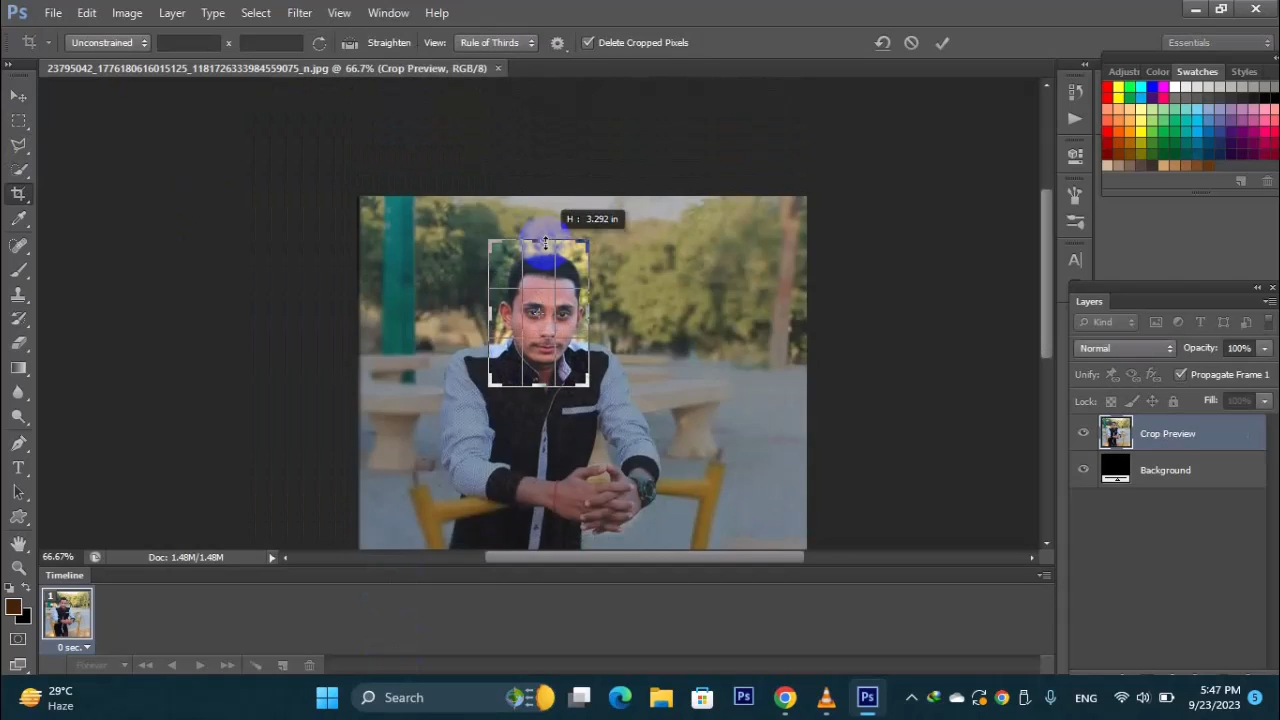 Ps File Edit Image Layer Type Select Filter View Window Help
Unconstrained x Straighten View: Rule of Thirds Delete Cropped Pixels Essentials
23795042_1776180616015125_1181726333984559075_n.jpg @ 66.7% (Crop Preview, RGB/8) ×
Adjust Color Swatches Styles
H : 3.292 in
Layers
Kind
Normal Opacity: 100%
Unify: Propagate Frame 1
Lock: Fill: 100%
Crop Preview
Background
66.67% Doc: 1.48M/1.48M
Timeline
1
0 sec.
Forever
29°C
Haze
Search
Ps
Ps
ENG
5:47 PM
9/23/2023
5